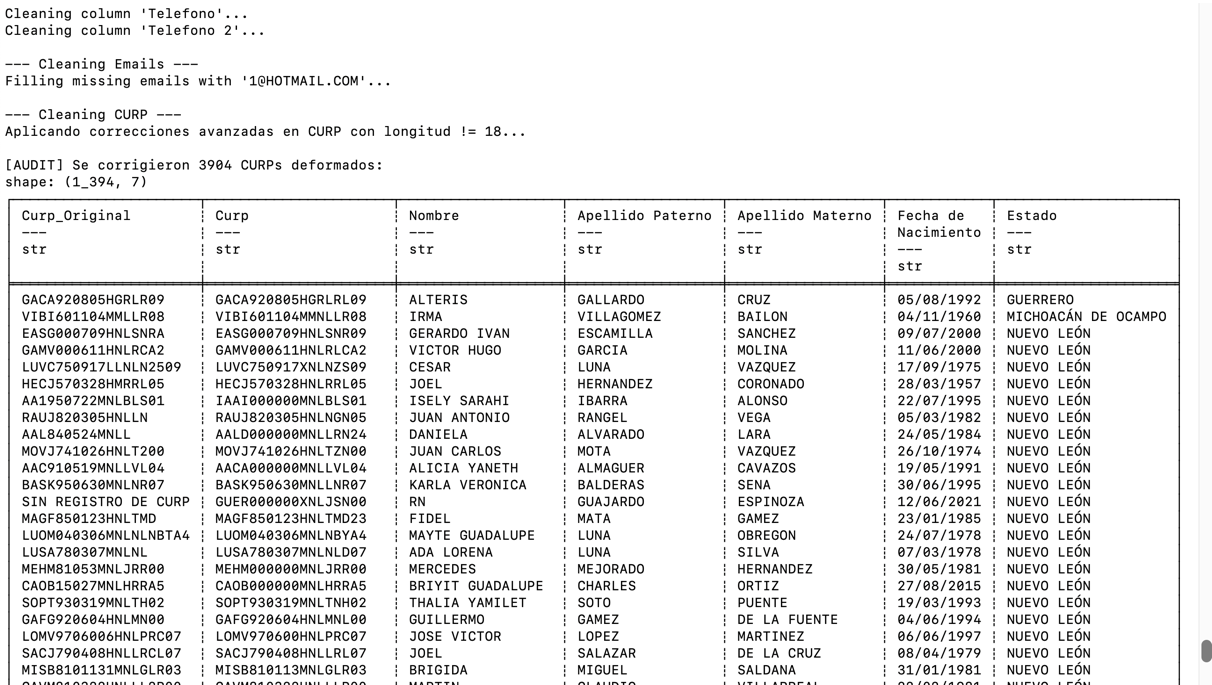 Cleaning column 'Telefono'...
Cleaning column 'Telefono 2'...
--- Cleaning Emails ---
Filling missing emails with '1@HOTMAIL.COM'...
--- Cleaning CURP ---
Aplicando correcciones avanzadas en CURP con longitud != 18...
[AUDIT] Se corrigieron 3904 CURPs deformados:
shape: (1_394, 7)
Curp_Original Curp Nombre Apellido Paterno Apellido Materno Fecha de Estado
--- --- --- --- --- Nacimiento ---
str str str str str --- str
str
GACA920805HGRLR09 GACA920805HGRLRL09 ALTERIS GALLARDO CRUZ 05/08/1992 GUERRERO
VIBI601104MMLLR08 VIBI601104MMNLLR08 IRMA VILLAGOMEZ BAILON 04/11/1960 MICHOACÁN DE OCAMPO
EASG000709HNLSNRA EASG000709HNLSNR09 GERARDO IVAN ESCAMILLA SANCHEZ 09/07/2000 NUEVO LEÓN
GAMV000611HNLRCA2 GAMV000611HNLRLCA2 VICTOR HUGO GARCIA MOLINA 11/06/2000 NUEVO LEÓN
LUVC750917LLNLN2509 LUVC750917XNLNZS09 CESAR LUNA VAZQUEZ 17/09/1975 NUEVO LEÓN
HECJ570328HMRRL05 HECJ570328HNLRRL05 JOEL HERNANDEZ CORONADO 28/03/1957 NUEVO LEÓN
AA1950722MNLBLS01 IAAI000000MNLBLS01 ISELY SARAHI IBARRA ALONSO 22/07/1995 NUEVO LEÓN
RAUJ820305HNLLN RAUJ820305HNLNGN05 JUAN ANTONIO RANGEL VEGA 05/03/1982 NUEVO LEÓN
AAL840524MNLL AALD000000MNLLRN24 DANIELA ALVARADO LARA 24/05/1984 NUEVO LEÓN
MOVJ741026HNLT200 MOVJ741026HNLTZN00 JUAN CARLOS MOTA VAZQUEZ 26/10/1974 NUEVO LEÓN
AAC910519MNLLVL04 AACA000000MNLLVL04 ALICIA YANETH ALMAGUER CAVAZOS 19/05/1991 NUEVO LEÓN
BASK950630MNLNR07 BASK950630MNLLNR07 KARLA VERONICA BALDERAS SENA 30/06/1995 NUEVO LEÓN
SIN REGISTRO DE CURP GUER000000XNLJSN00 RN GUAJARDO ESPINOZA 12/06/2021 NUEVO LEÓN
MAGF850123HNLTMD MAGF850123HNLTMD23 FIDEL MATA GAMEZ 23/01/1985 NUEVO LEÓN
LUOM040306MNLNLNBTA4 LUOM040306MNLNBYA4 MAYTE GUADALUPE LUNA OBREGON 24/07/1978 NUEVO LEÓN
LUSA780307MNLNL LUSA780307MNLNLD07 ADA LORENA LUNA SILVA 07/03/1978 NUEVO LEÓN
MEHM81053MNLJRR00 MEHM000000MNLJRR00 MERCEDES MEJORADO HERNANDEZ 30/05/1981 NUEVO LEÓN
CAOB15027MNLHRRA5 CAOB000000MNLHRRA5 BRIYIT GUADALUPE CHARLES ORTIZ 27/08/2015 NUEVO LEÓN
SOPT930319MNLTH02 SOPT930319MNLTNH02 THALIA YAMILET SOTO PUENTE 19/03/1993 NUEVO LEÓN
GAFG920604HNLMN00 GAFG920604HNLMNL00 GUILLERMO GAMEZ DE LA FUENTE 04/06/1994 NUEVO LEÓN
LOMV9706006HNLPRC07 LOMV970600HNLPRC07 JOSE VICTOR LOPEZ MARTINEZ 06/06/1997 NUEVO LEÓN
SACJ790408HNLLRCL07 SACJ790408HNLLRL07 JOEL SALAZAR DE LA CRUZ 08/04/1979 NUEVO LEÓN
MISB8101131MNLGLR03 MISB810113MNLGLR03 BRIGIDA MIGUEL SALDANA 31/01/1981 NUEVO LEÓN